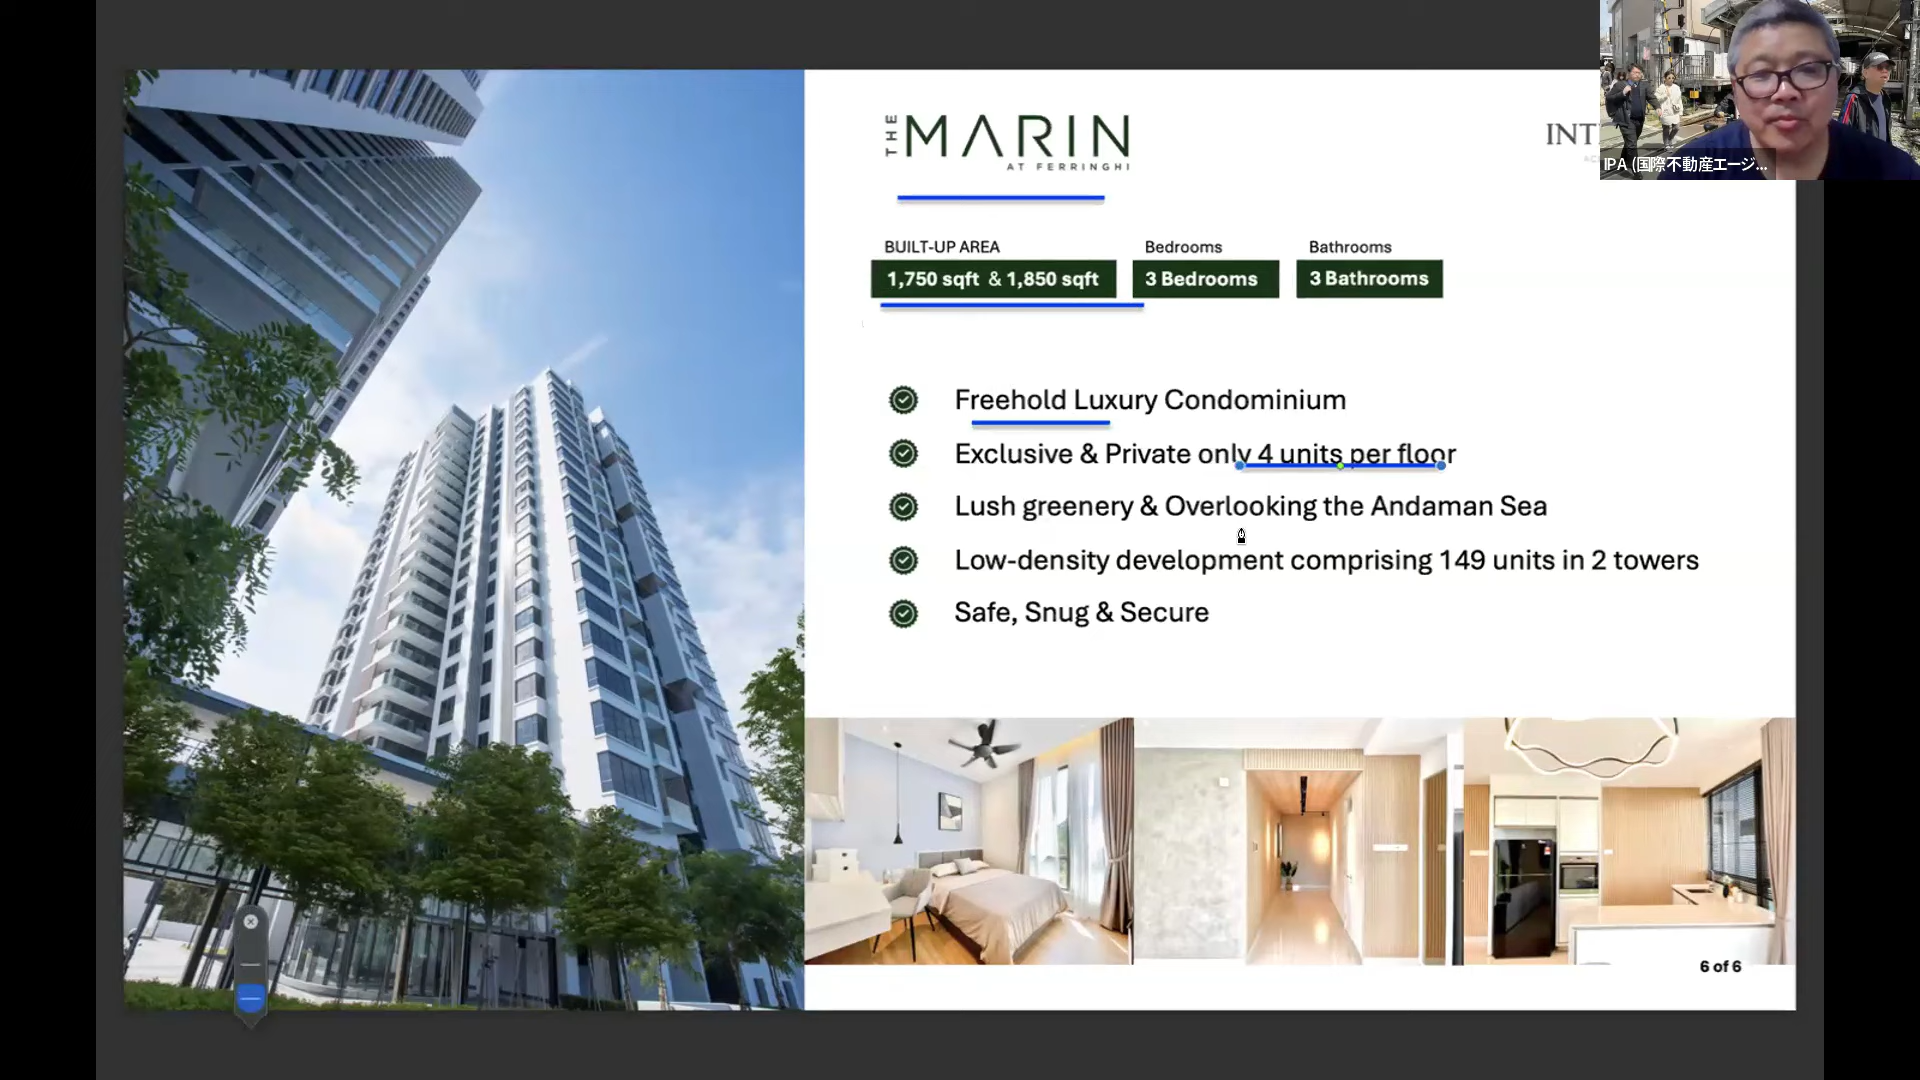 THE MARIN
AT FERRINGHI
INT
IPA (国際不動産エージ...
BUILT-UP AREA
Bedrooms
Bathrooms
1,750 sqft & 1,850 sqft
3 Bedrooms
3 Bathrooms
Freehold Luxury Condominium
Exclusive & Private only 4 units per floor
Lush greenery & Overlooking the Andaman Sea
Low-density development comprising 149 units in 2 towers
Safe, Snug & Secure
6 of 6